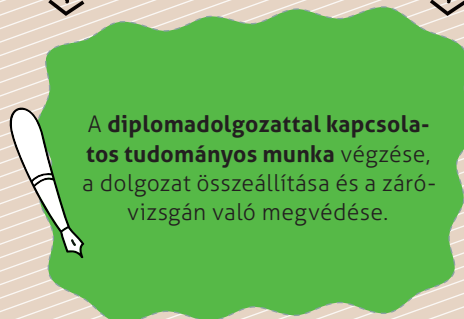 A diplomadolgozattal kapcsola-
tos tudományos munka végzése,
a dolgozat összeállítása és a záró-
vizsgán való megvédése.